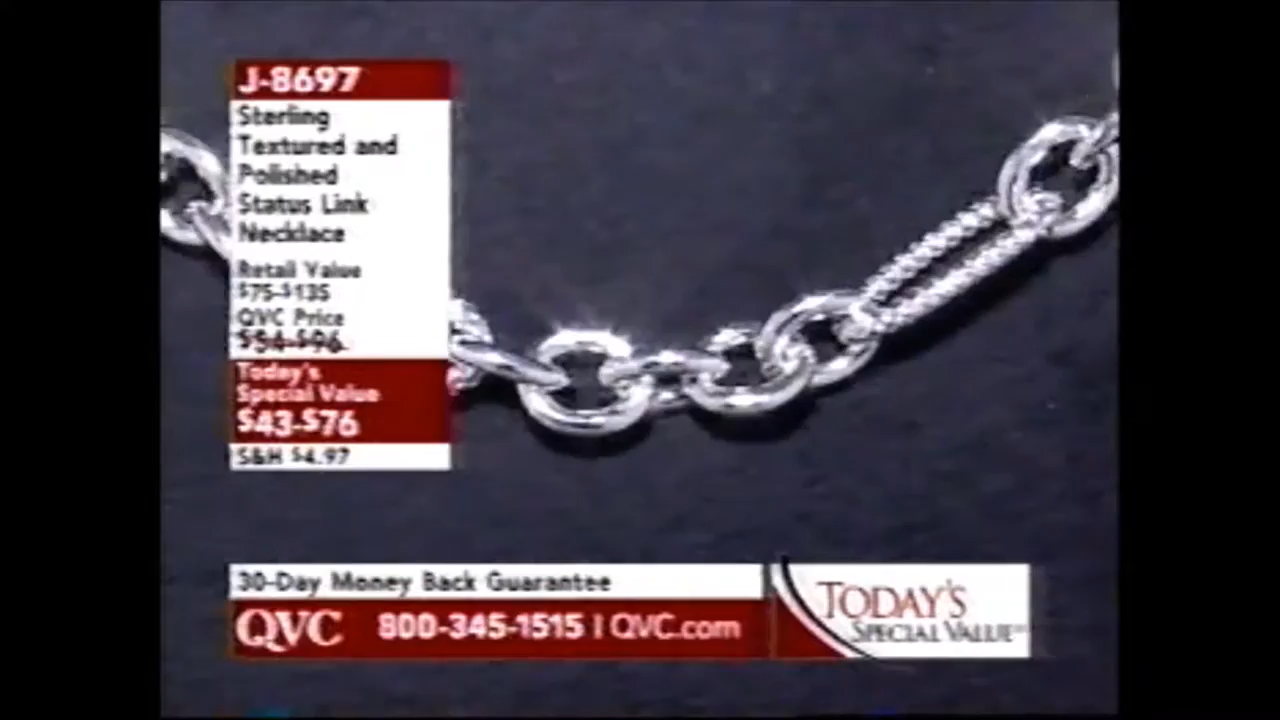 J-8697
Sterling
Textured and
Polished
Status Link
Necklace
Retail Value
$75-$135
QVC Price
$54-$96
Today's
Special Value
$43-$76
S&H $4.97
30-Day Money Back Guarantee
QVC 800-345-1515 | QVC.com
TODAY'S
SPECIAL VALUE